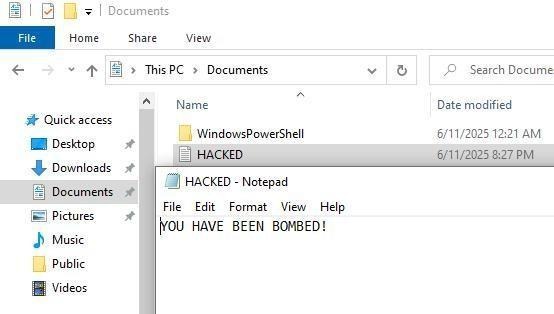 Documents
File Home Share View
This PC Documents Search Docume
Name Date modified
Quick access
Desktop
Downloads
Documents
Pictures
Music
Public
Videos
WindowsPowerShell 6/11/2025 12:21 AM
HACKED 6/11/2025 8:27 PM
HACKED - Notepad
File Edit Format View Help
YOU HAVE BEEN BOMBED!